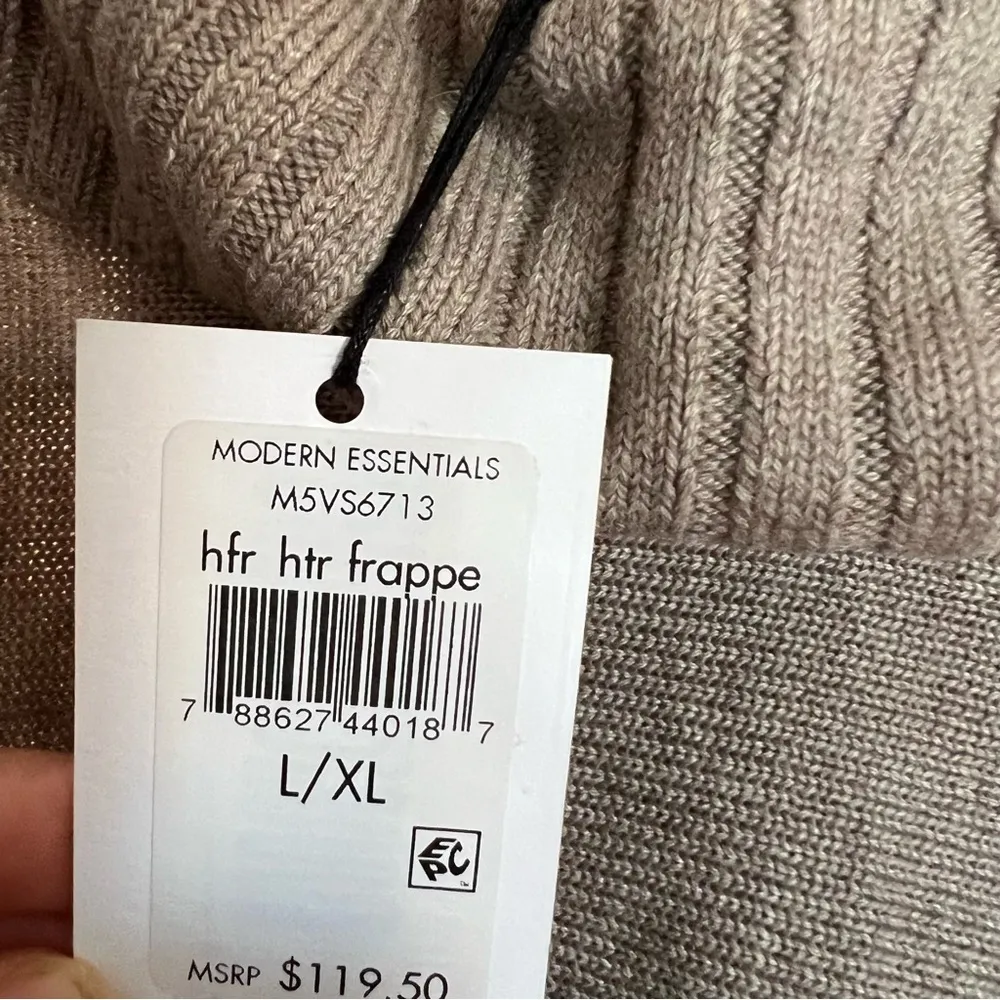 MODERN ESSENTIALS
M5VS6713
hfr htr frappe
7 88627 44018 7
L/XL
EPC
MSRP $119.50